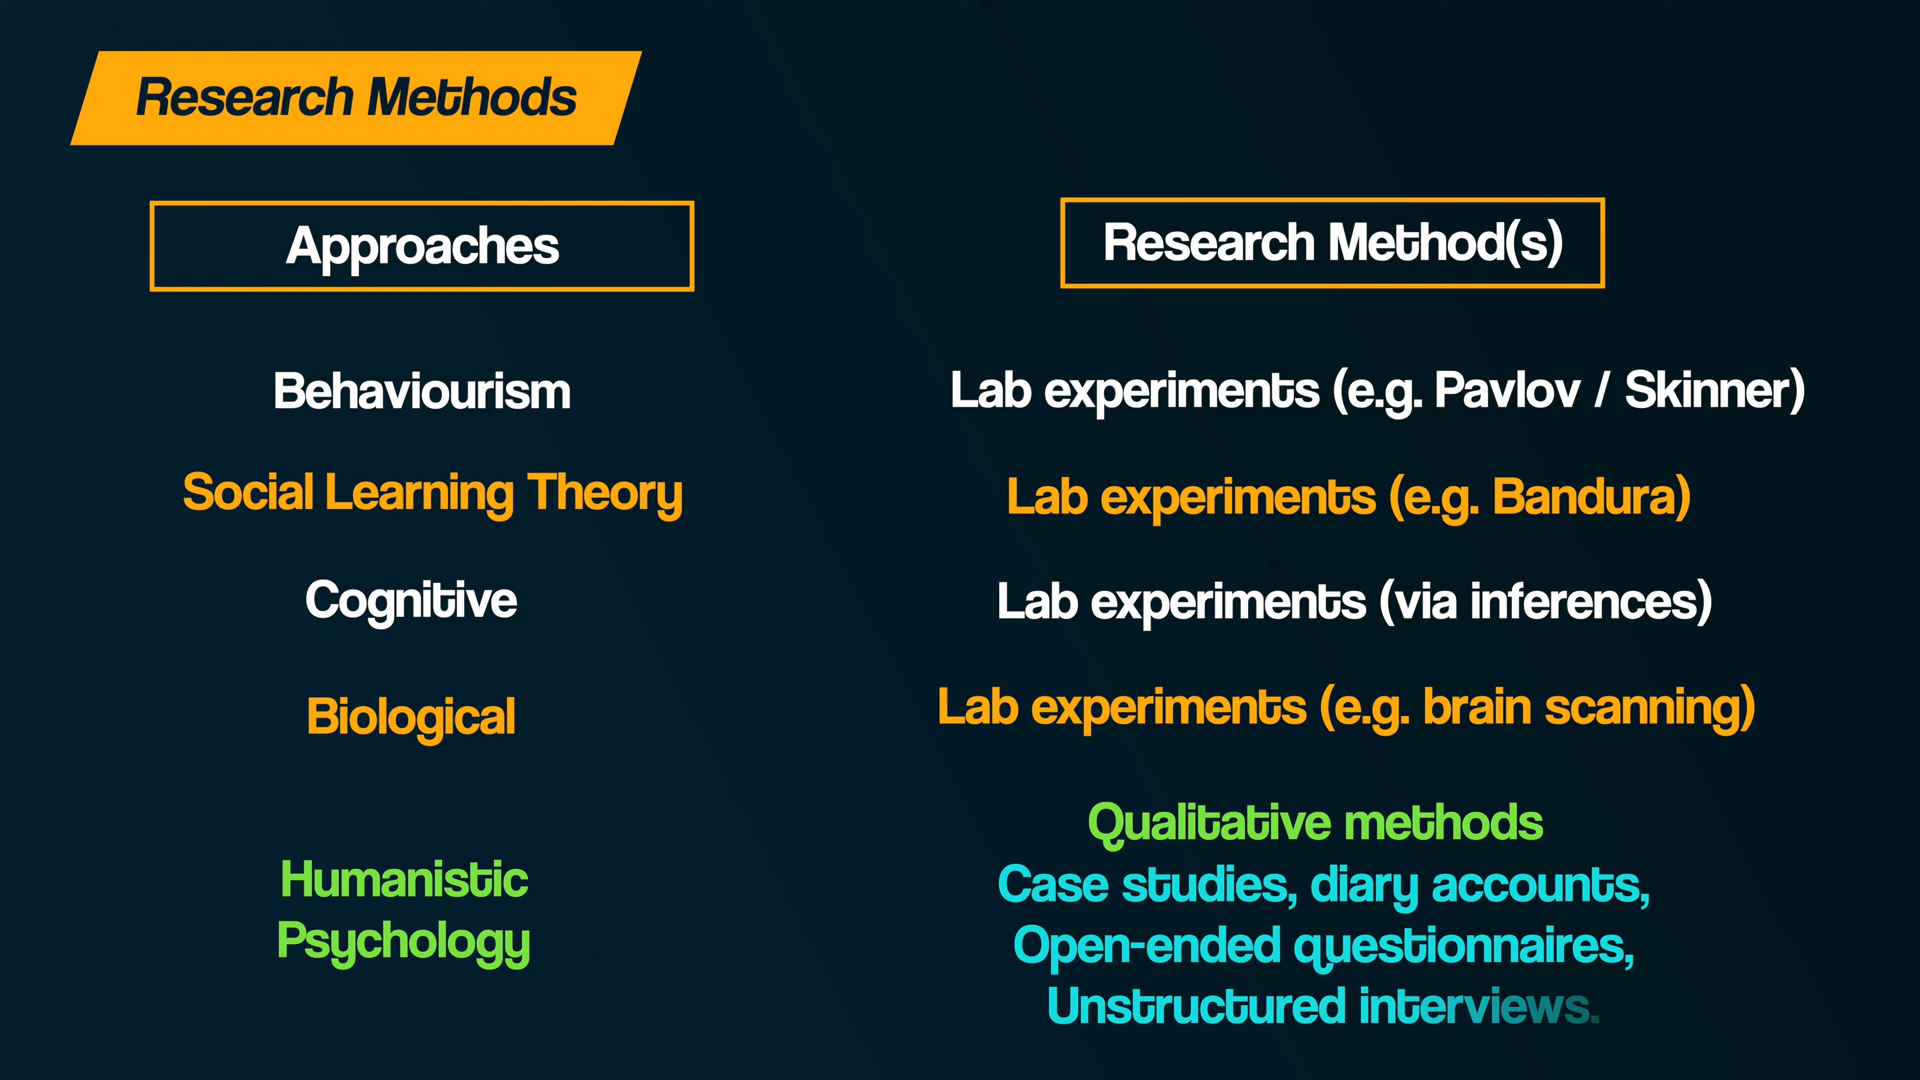 Research Methods
Approaches
Research Method(s)
Behaviourism
Lab experiments (e.g. Pavlov / Skinner)
Social Learning Theory
Lab experiments (e.g. Bandura)
Cognitive
Lab experiments (via inferences)
Biological
Lab experiments (e.g. brain scanning)
Humanistic
Psychology
Qualitative methods
Case studies, diary accounts,
Open-ended questionnaires,
Unstructured interviews.